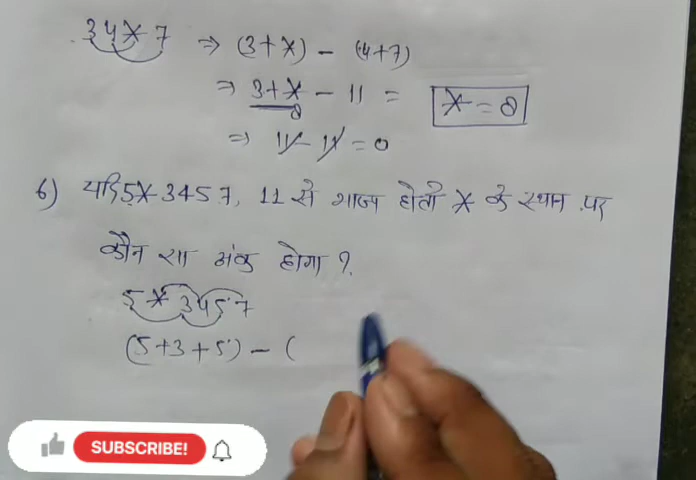 34*7 ⇒ (3+*) - (4+7)
⇒ 3+* - 11 = *=8
8
⇒ 11 - 11 = 0
6) यदि 5*3457, 11 से भाज्य हो तो * के स्थान पर
कौन सा अंक होगा ?
5*3457
(5+3+5) - (
SUBSCRIBE!